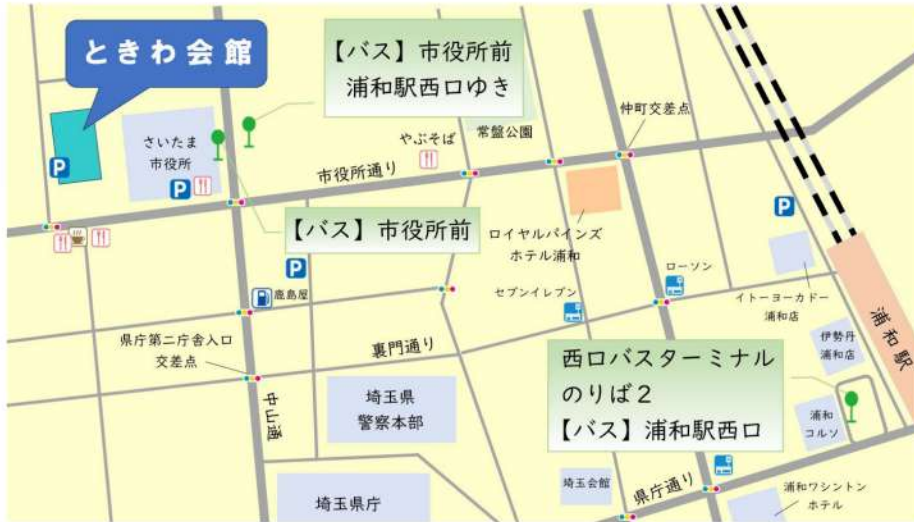 ときわ会館
【バス】市役所前
浦和駅西口ゆき
常盤公園
仲町交差点
やぶそば
さいたま
市役所
P
P
市役所通り
P
【バス】市役所前
ロイヤルパインズ
ホテル浦和
P
鹿島屋
セブンイレブン
ローソン
イトーヨーカドー
浦和店
浦和駅
伊勢丹
浦和店
県庁第二庁舎入口
交差点
裏門通り
西口バスターミナル
のりば2
【バス】浦和駅西口
中山道
埼玉県
警察本部
浦和
コルソ
埼玉会館
県庁通り
浦和ワシントン
ホテル
埼玉県庁